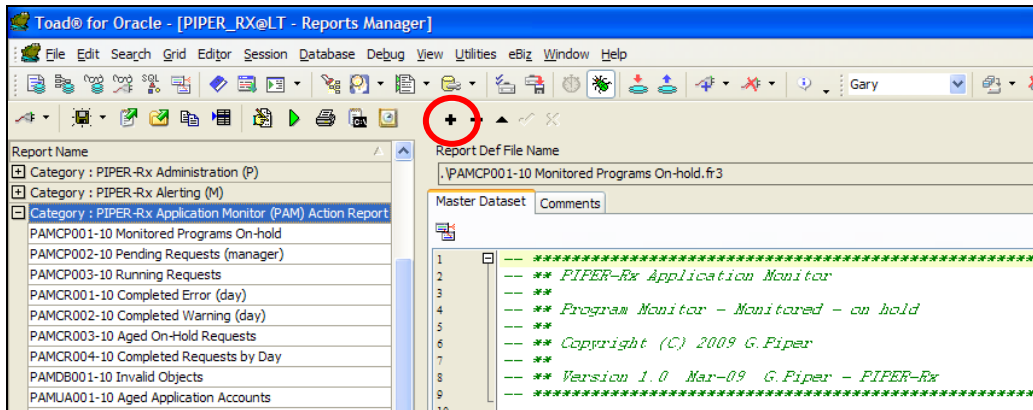 Toad® for Oracle - [PIPER_RX@LT - Reports Manager]
File Edit Search Grid Editor Session Database Debug View Utilities eBiz Window Help
SQL
Gary
Report Name
Report Def File Name
Category : PIPER-Rx Administration (P)
.\PAMCP001-10 Monitored Programs On-hold.fr3
Category : PIPER-Rx Alerting (M)
Master Dataset Comments
Category : PIPER-Rx Application Monitor (PAM) Action Report
PAMCP001-10 Monitored Programs On-hold
PAMCP002-10 Pending Requests (manager)
PAMCP003-10 Running Requests
PAMCR001-10 Completed Error (day)
PAMCR002-10 Completed Warning (day)
PAMCR003-10 Aged On-Hold Requests
PAMCR004-10 Completed Requests by Day
PAMDB001-10 Invalid Objects
PAMUA001-10 Aged Application Accounts
1 -- ******************************************************
2 -- ** PIPER-Rx Application Monitor
3 -- **
4 -- ** Program Monitor - Monitored - on hold
5 -- **
6 -- ** Copyright (C) 2009 G.Piper
7 -- **
8 -- ** Version 1.0 Mar-09 G.Piper - PIPER-Rx
9 -- ******************************************************
10